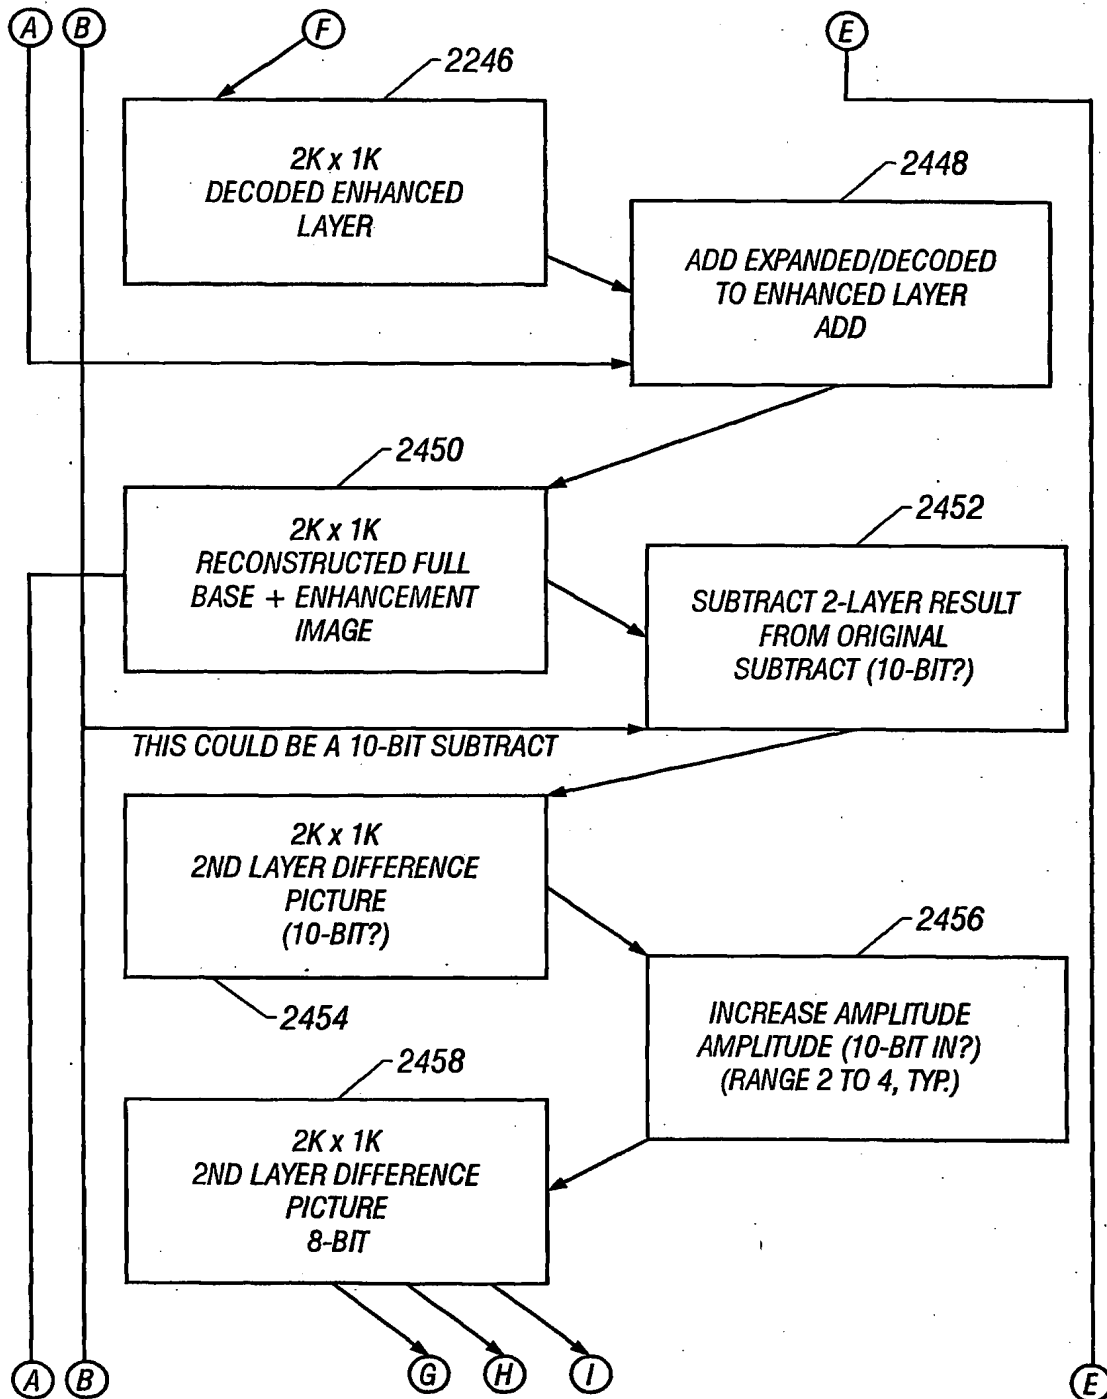 A B F E
2246
2K x 1K
DECODED ENHANCED
LAYER
2448
ADD EXPANDED/DECODED
TO ENHANCED LAYER
ADD
2450
2K x 1K
RECONSTRUCTED FULL
BASE + ENHANCEMENT
IMAGE
2452
SUBTRACT 2-LAYER RESULT
FROM ORIGINAL
SUBTRACT (10-BIT?)
THIS COULD BE A 10-BIT SUBTRACT
2K x 1K
2ND LAYER DIFFERENCE
PICTURE
(10-BIT?)
2454
2456
INCREASE AMPLITUDE
AMPLITUDE (10-BIT IN?)
(RANGE 2 TO 4, TYP.)
2458
2K x 1K
2ND LAYER DIFFERENCE
PICTURE
8-BIT
A B G H I E